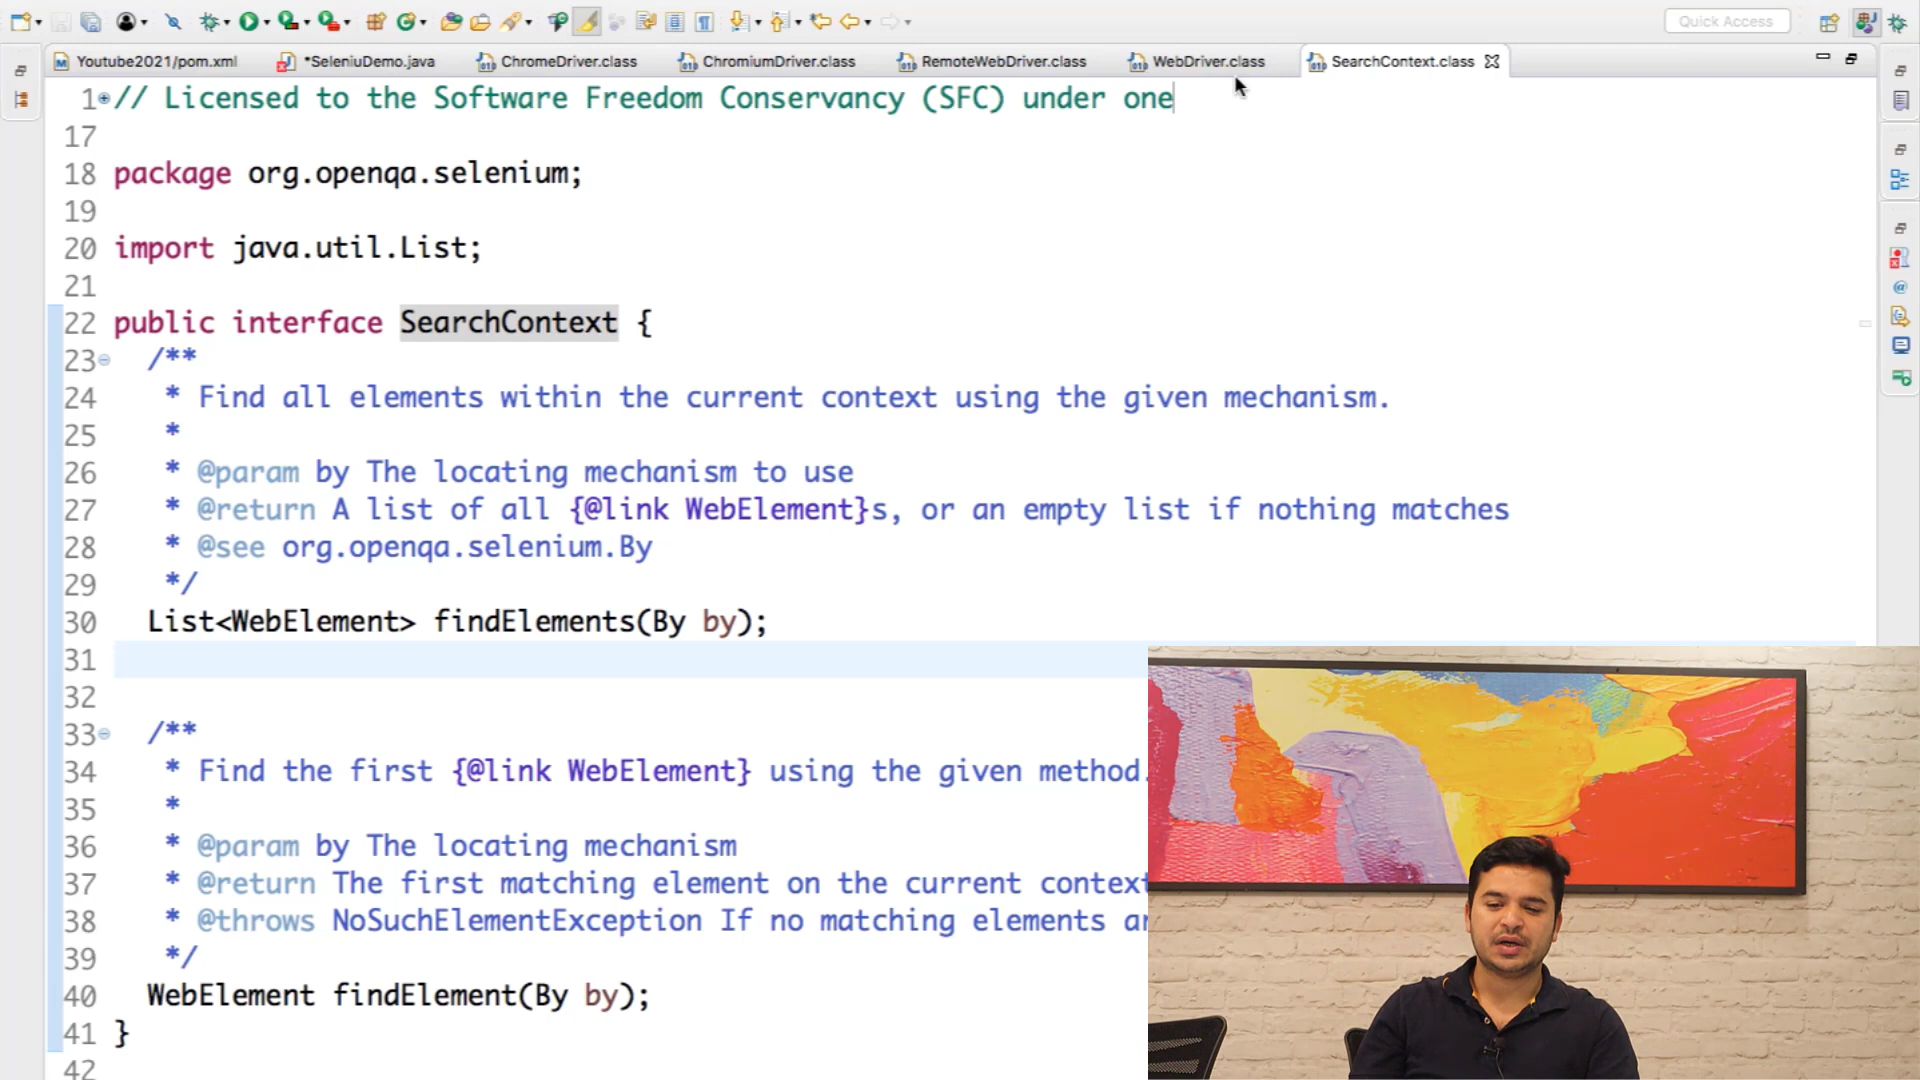 Quick Access
Youtube2021/pom.xml
*SeleniuDemo.java
ChromeDriver.class
ChromiumDriver.class
RemoteWebDriver.class
WebDriver.class
SearchContext.class
1 // Licensed to the Software Freedom Conservancy (SFC) under one
17
18 package org.openqa.selenium;
19
20 import java.util.List;
21
22 public interface SearchContext {
23 /**
24 * Find all elements within the current context using the given mechanism.
25 *
26 * @param by The locating mechanism to use
27 * @return A list of all {@link WebElement}s, or an empty list if nothing matches
28 * @see org.openqa.selenium.By
29 */
30 List<WebElement> findElements(By by);
31
32
33 /**
34 * Find the first {@link WebElement} using the given method.
35 *
36 * @param by The locating mechanism
37 * @return The first matching element on the current context
38 * @throws NoSuchElementException If no matching elements
39 */
40 WebElement findElement(By by);
41 }
42